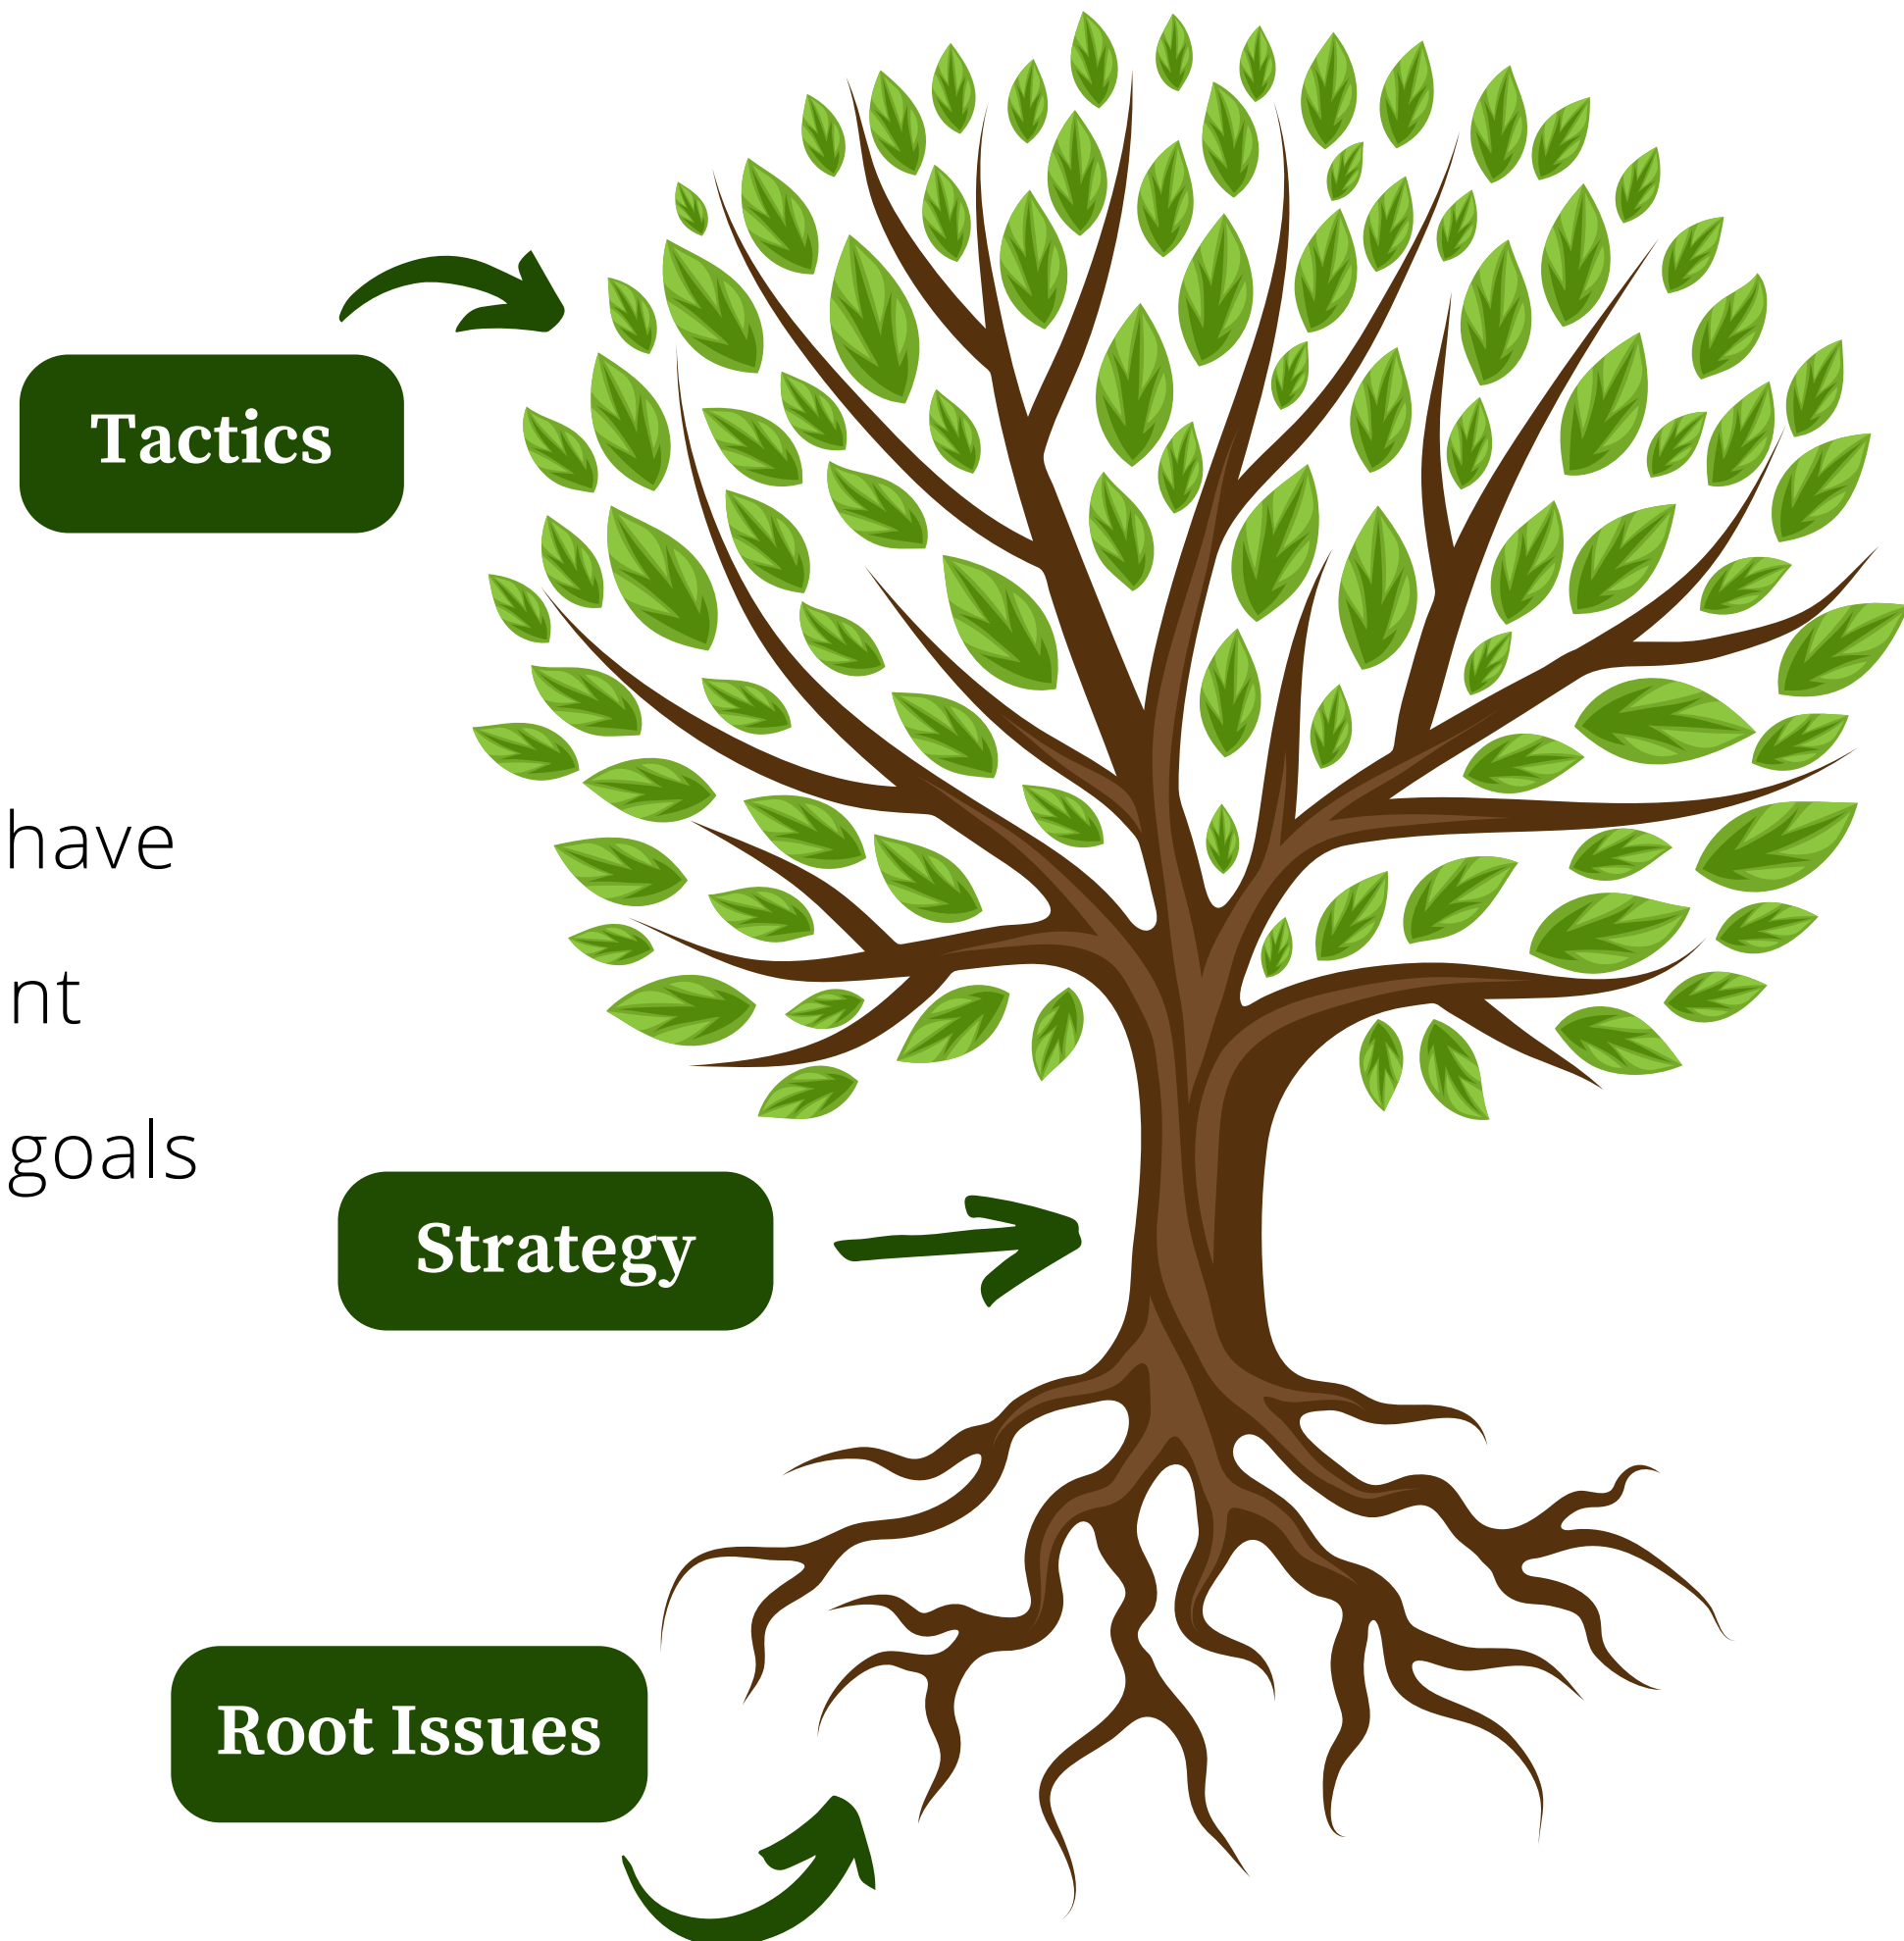 Tactics
have
nt
goals
Strategy
Root Issues